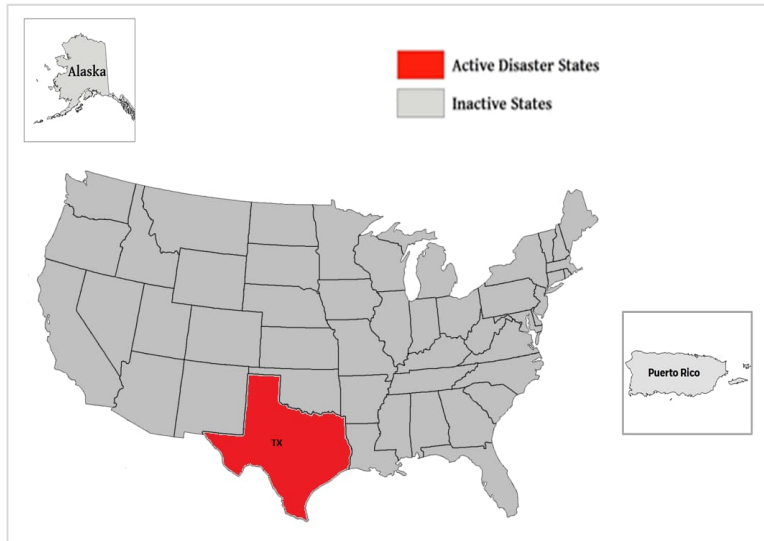 Alaska
Active Disaster States
Inactive States
Puerto Rico
TX